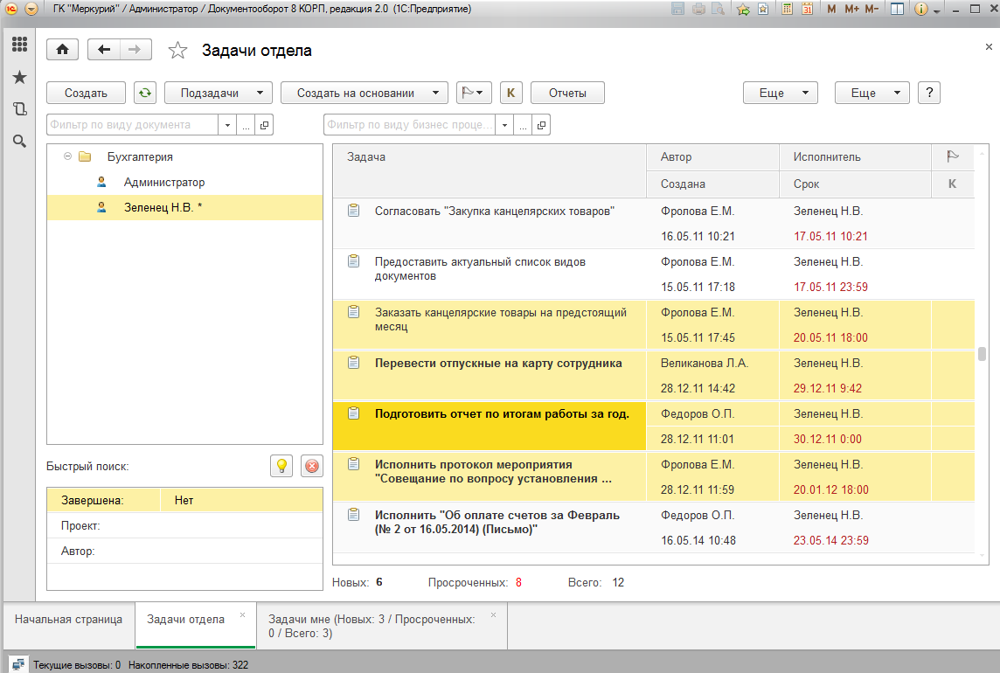 ГК "Меркурий" / Администратор / Документооборот 8 КОРП, редакция 2.0 (1С:Предприятие)
M M+ M-
Задачи отдела
Создать
Подзадачи
Создать на основании
К
Отчеты
Еще
Еще
?
Фильтр по виду документа
...
Фильтр по виду бизнес проце...
...
Бухгалтерия
Администратор
Зеленец Н.В. *
Задача
Автор
Исполнитель
Создана
Срок
К
Согласовать "Закупка канцелярских товаров"
Фролова Е.М.
Зеленец Н.В.
16.05.11 10:21
17.05.11 10:21
Предоставить актуальный список видов
документов
Фролова Е.М.
Зеленец Н.В.
15.05.11 17:18
17.05.11 23:59
Заказать канцелярские товары на предстоящий
месяц
Фролова Е.М.
Зеленец Н.В.
15.05.11 17:45
20.05.11 18:00
Перевести отпускные на карту сотрудника
Великанова Л.А.
Зеленец Н.В.
28.12.11 14:42
29.12.11 9:42
Подготовить отчет по итогам работы за год.
Федоров О.П.
Зеленец Н.В.
28.12.11 11:01
30.12.11 0:00
Исполнить протокол мероприятия
"Совещание по вопросу установления ...
Фролова Е.М.
Зеленец Н.В.
28.12.11 11:59
20.01.12 18:00
Исполнить "Об оплате счетов за Февраль
(№ 2 от 16.05.2014) (Письмо)"
Федоров О.П.
Зеленец Н.В.
16.05.14 10:48
23.05.14 23:59
Быстрый поиск:
Завершена: Нет
Проект:
Автор:
Новых: 6 Просроченных: 8 Всего: 12
Начальная страница
Задачи отдела
Задачи мне (Новых: 3 / Просроченных:
0 / Всего: 3)
Текущие вызовы: 0 Накопленные вызовы: 322